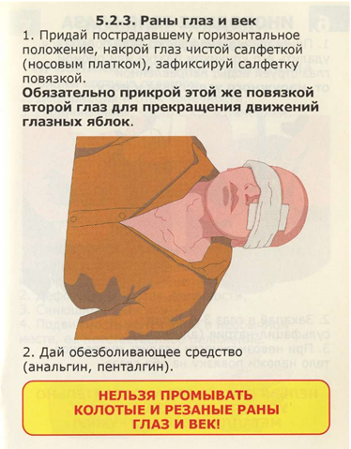 5.2.3. Раны глаз и век
1. Придай пострадавшему горизонтальное
положение, накрой глаз чистой салфеткой
(носовым платком), зафиксируй салфетку
повязкой.
Обязательно прикрой этой же повязкой
второй глаз для прекращения движений
глазных яблок.
2. Дай обезболивающее средство
(анальгин, пенталгин).
НЕЛЬЗЯ ПРОМЫВАТЬ
КОЛОТЫЕ И РЕЗАНЫЕ РАНЫ
ГЛАЗ И ВЕК!